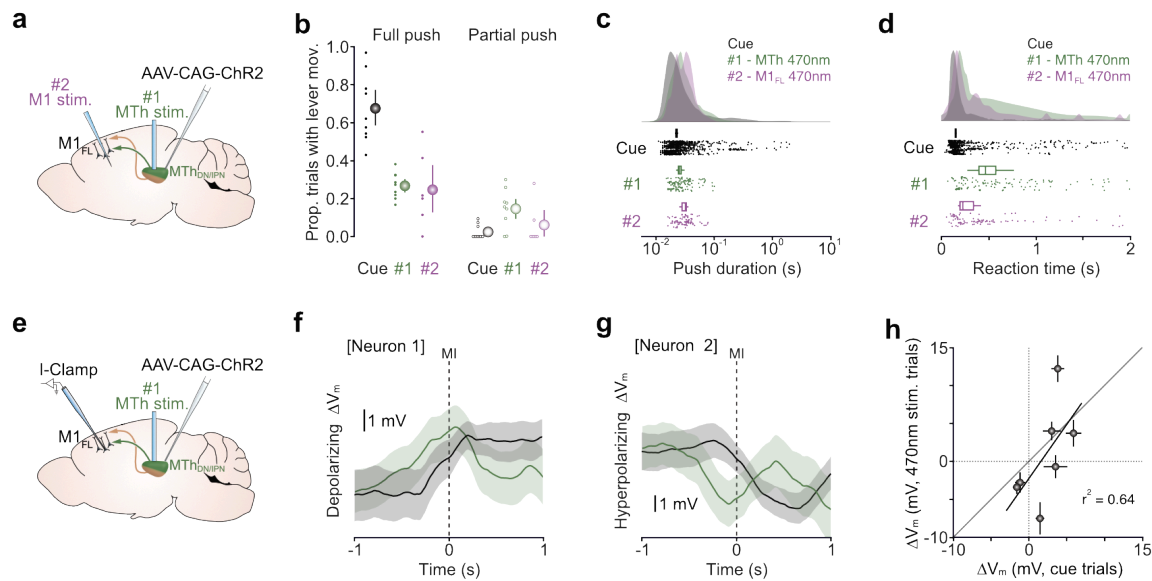 a
#2
M1 stim.
#1
MTh stim.
AAV-CAG-ChR2
M1FL
MThDN/IPN
b
Full push
Partial push
Prop. trials with lever mov.
1.0
0.8
0.6
0.4
0.2
0.0
Cue #1 #2
Cue #1 #2
c
Cue
#1 - MTh 470nm
#2 - M1FL 470nm
Cue
#1
#2
10-2 10-1 100 101
Push duration (s)
d
Cue
#1 - MTh 470nm
#2 - M1FL 470nm
Cue
#1
#2
0 1 2
Reaction time (s)
e
I-Clamp
#1
MTh stim.
AAV-CAG-ChR2
M1FL
MThDN/IPN
f
[Neuron 1]
MI
Depolarizing ΔVm
1 mV
-1 0 1
Time (s)
g
[Neuron 2]
MI
Hyperpolarizing ΔVm
1 mV
-1 0 1
Time (s)
h
ΔVm (mV, 470nm stim. trials)
15
0
-10
r2 = 0.64
-10 0 15
ΔVm (mV, cue trials)